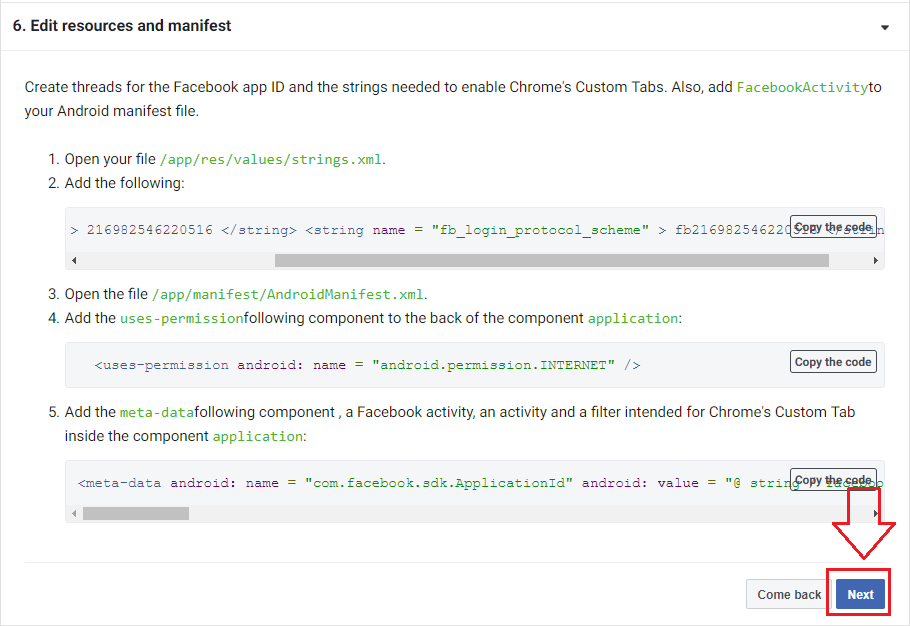 6. Edit resources and manifest
Create threads for the Facebook app ID and the strings needed to enable Chrome's Custom Tabs. Also, add FacebookActivityto
your Android manifest file.
1. Open your file /app/res/values/strings.xml.
2. Add the following:
> 216982546220516 </string> <string name = "fb_login_protocol_scheme" > fb216982546220516 </strin
Copy the code
3. Open the file /app/manifest/AndroidManifest.xml.
4. Add the uses-permissionfollowing component to the back of the component application:
<uses-permission android: name = "android.permission.INTERNET" />
Copy the code
5. Add the meta-datafollowing component , a Facebook activity, an activity and a filter intended for Chrome's Custom Tab
inside the component application:
<meta-data android: name = "com.facebook.sdk.ApplicationId" android: value = "@ string / facebo
Copy the code
Come back
Next